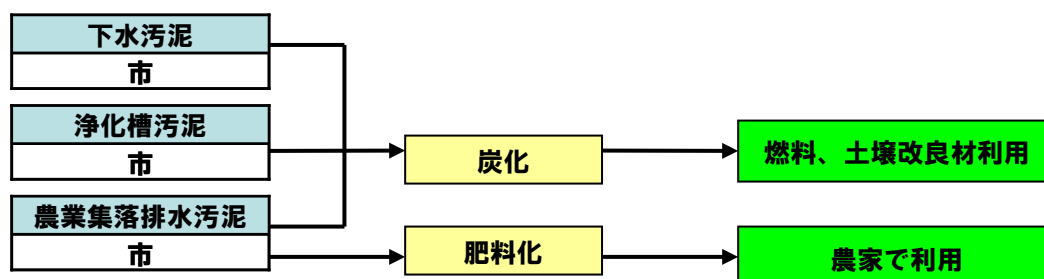 下水汚泥
市
浄化槽汚泥
市
炭化
燃料、土壌改良材利用
農業集落排水汚泥
市
肥料化
農家で利用